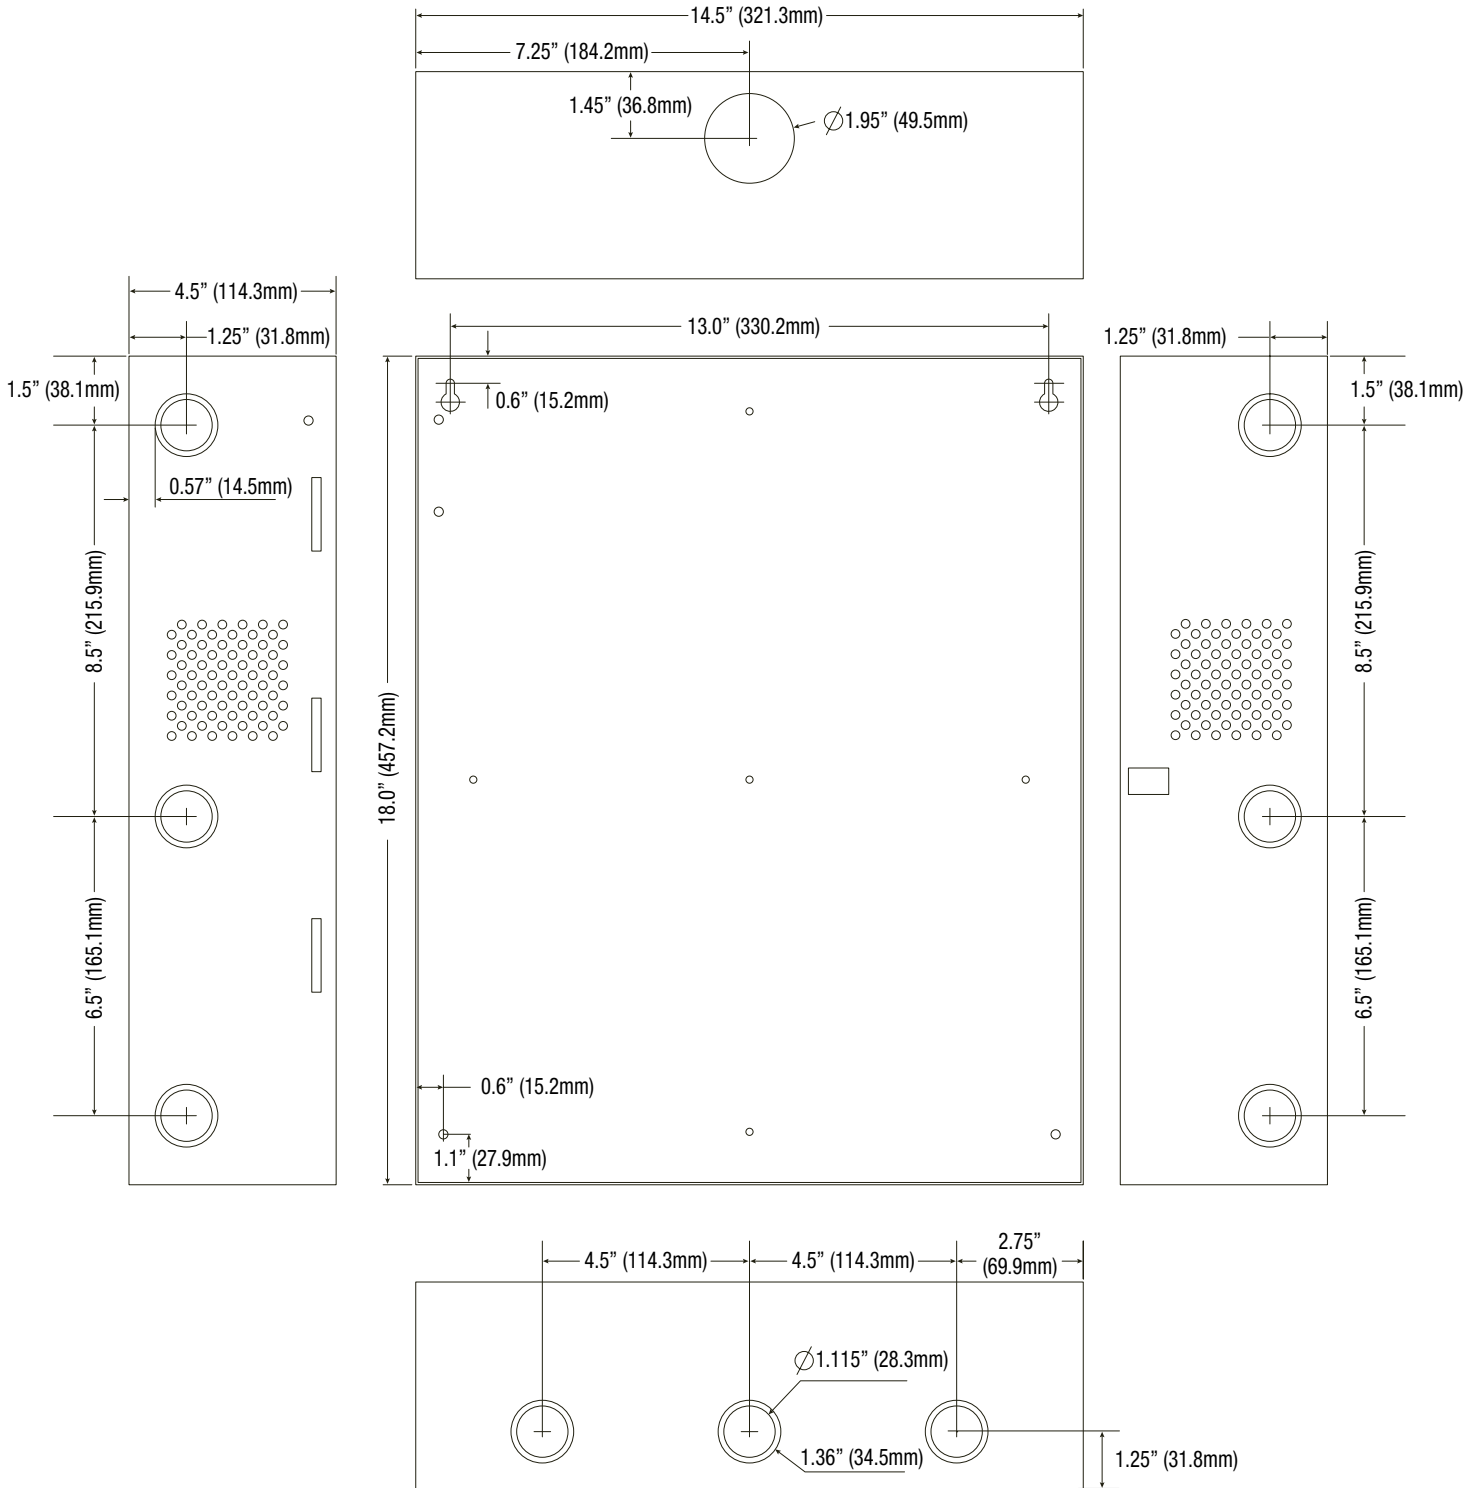 14.5” (321.3mm)
7.25” (184.2mm)
1.45” (36.8mm)
∅1.95” (49.5mm)
4.5” (114.3mm)
1.25” (31.8mm)
1.5” (38.1mm)
0.57” (14.5mm)
8.5” (215.9mm)
6.5” (165.1mm)
13.0” (330.2mm)
0.6” (15.2mm)
18.0” (457.2mm)
0.6” (15.2mm)
1.1” (27.9mm)
1.25” (31.8mm)
1.5” (38.1mm)
8.5” (215.9mm)
6.5” (165.1mm)
4.5” (114.3mm)
4.5” (114.3mm)
2.75”
(69.9mm)
∅1.115” (28.3mm)
1.36” (34.5mm)
1.25” (31.8mm)